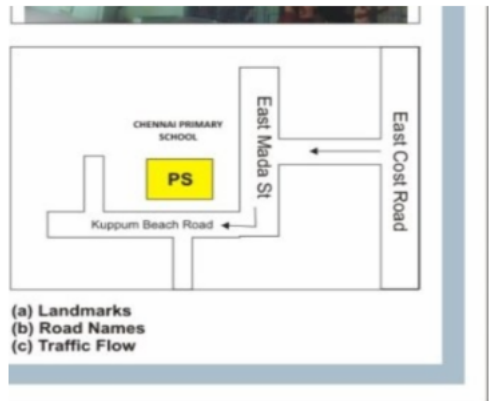 CHENNAI PRIMARY
SCHOOL
PS
East Mada St
East Cost Road
Kuppum Beach Road
(a) Landmarks
(b) Road Names
(c) Traffic Flow